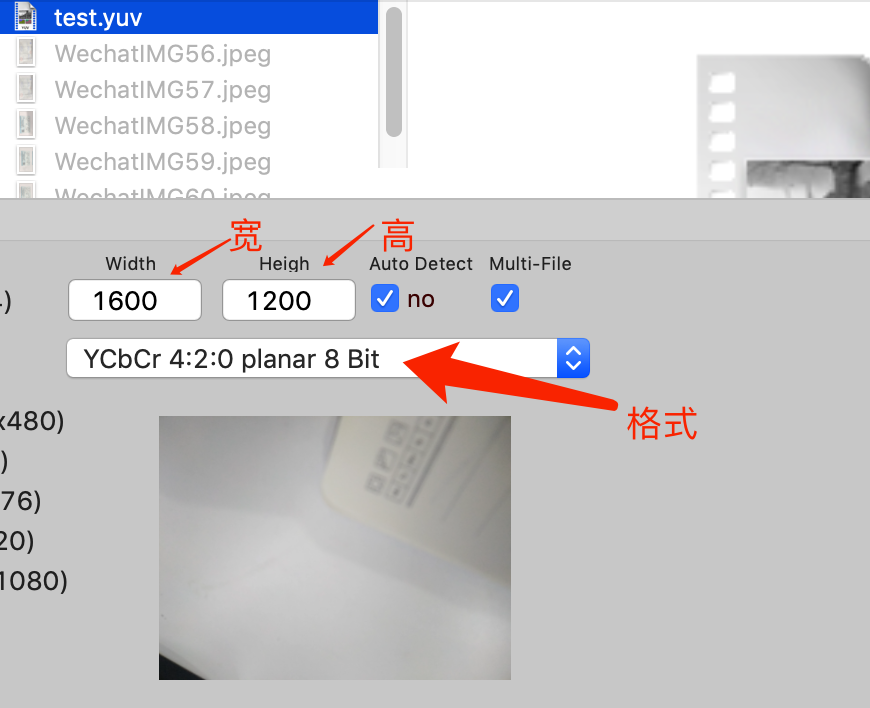 test.yuv
WechatIMG56.jpeg
WechatIMG57.jpeg
WechatIMG58.jpeg
WechatIMG59.jpeg
WechatIMG60.jpeg
宽 高
Width Heigh Auto Detect Multi-File
1600 1200 no
YCbCr 4:2:0 planar 8 Bit
格式
x480)
)
76)
20)
1080)